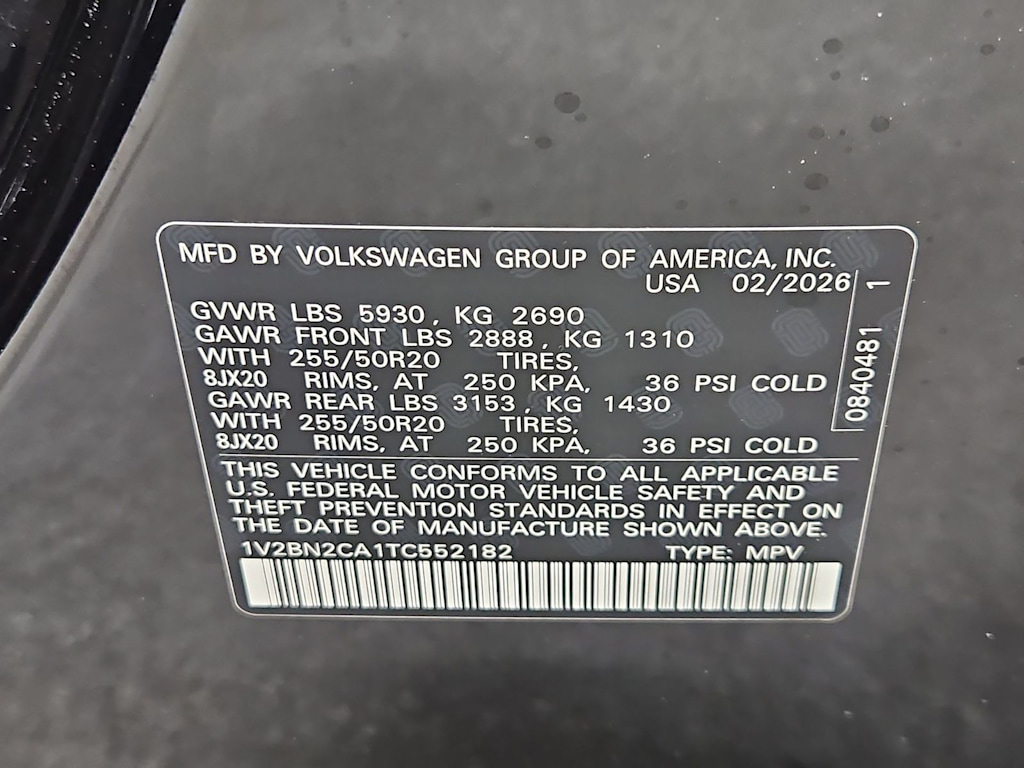 MFD BY VOLKSWAGEN GROUP OF AMERICA, INC.
USA 02/2026
GVWR LBS 5930, KG 2690
GAWR FRONT LBS 2888, KG 1310
WITH 255/50R20 TIRES,
8JX20 RIMS, AT 250 KPA, 36 PSI COLD
GAWR REAR LBS 3153, KG 1430
WITH 255/50R20 TIRES,
8JX20 RIMS, AT 250 KPA, 36 PSI COLD
0840481 1
THIS VEHICLE CONFORMS TO ALL APPLICABLE
U.S. FEDERAL MOTOR VEHICLE SAFETY AND
THEFT PREVENTION STANDARDS IN EFFECT ON
THE DATE OF MANUFACTURE SHOWN ABOVE.
1V2BN2CA1TC552182 TYPE: MPV